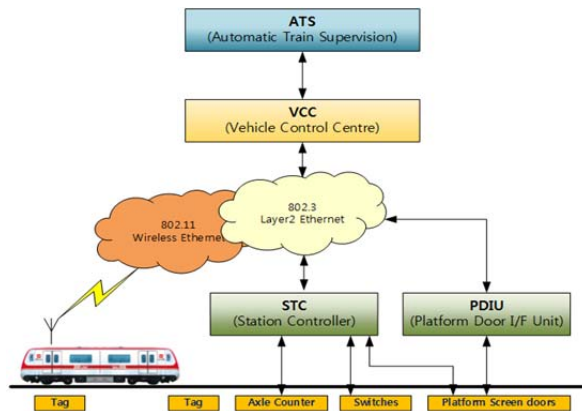 ATS
(Automatic Train Supervision)
VCC
(Vehicle Control Centre)
802.11
Wireless Ethernet
802.3
Layer2 Ethernet
STC
(Station Controller)
PDIU
(Platform Door I/F Unit)
Tag
Tag
Axle Counter
Switches
Platform Screen doors